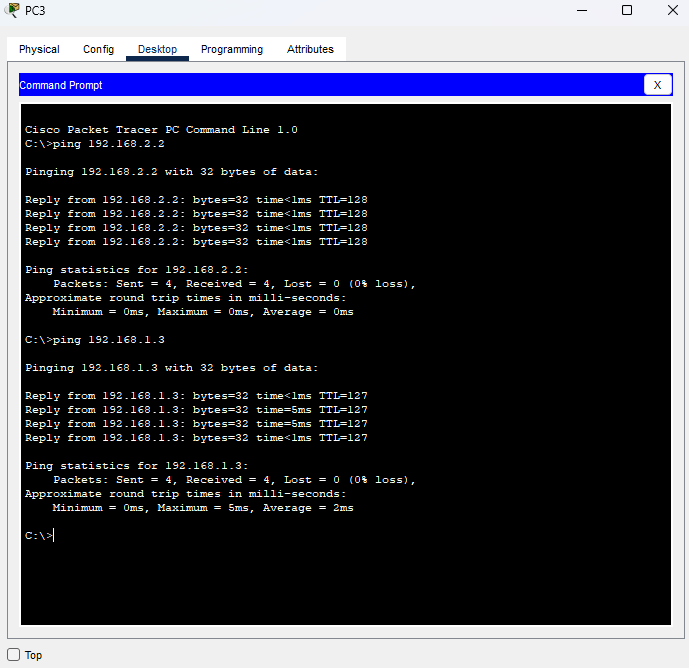 PC3
Physical Config Desktop Programming Attributes
Command Prompt X
Cisco Packet Tracer PC Command Line 1.0
C:\>ping 192.168.2.2
Pinging 192.168.2.2 with 32 bytes of data:
Reply from 192.168.2.2: bytes=32 time<1ms TTL=128
Reply from 192.168.2.2: bytes=32 time<1ms TTL=128
Reply from 192.168.2.2: bytes=32 time<1ms TTL=128
Reply from 192.168.2.2: bytes=32 time<1ms TTL=128
Ping statistics for 192.168.2.2:
Packets: Sent = 4, Received = 4, Lost = 0 (0% loss),
Approximate round trip times in milli-seconds:
Minimum = 0ms, Maximum = 0ms, Average = 0ms
C:\>ping 192.168.1.3
Pinging 192.168.1.3 with 32 bytes of data:
Reply from 192.168.1.3: bytes=32 time<1ms TTL=127
Reply from 192.168.1.3: bytes=32 time=5ms TTL=127
Reply from 192.168.1.3: bytes=32 time=5ms TTL=127
Reply from 192.168.1.3: bytes=32 time<1ms TTL=127
Ping statistics for 192.168.1.3:
Packets: Sent = 4, Received = 4, Lost = 0 (0% loss),
Approximate round trip times in milli-seconds:
Minimum = 0ms, Maximum = 5ms, Average = 2ms
C:\>
Top